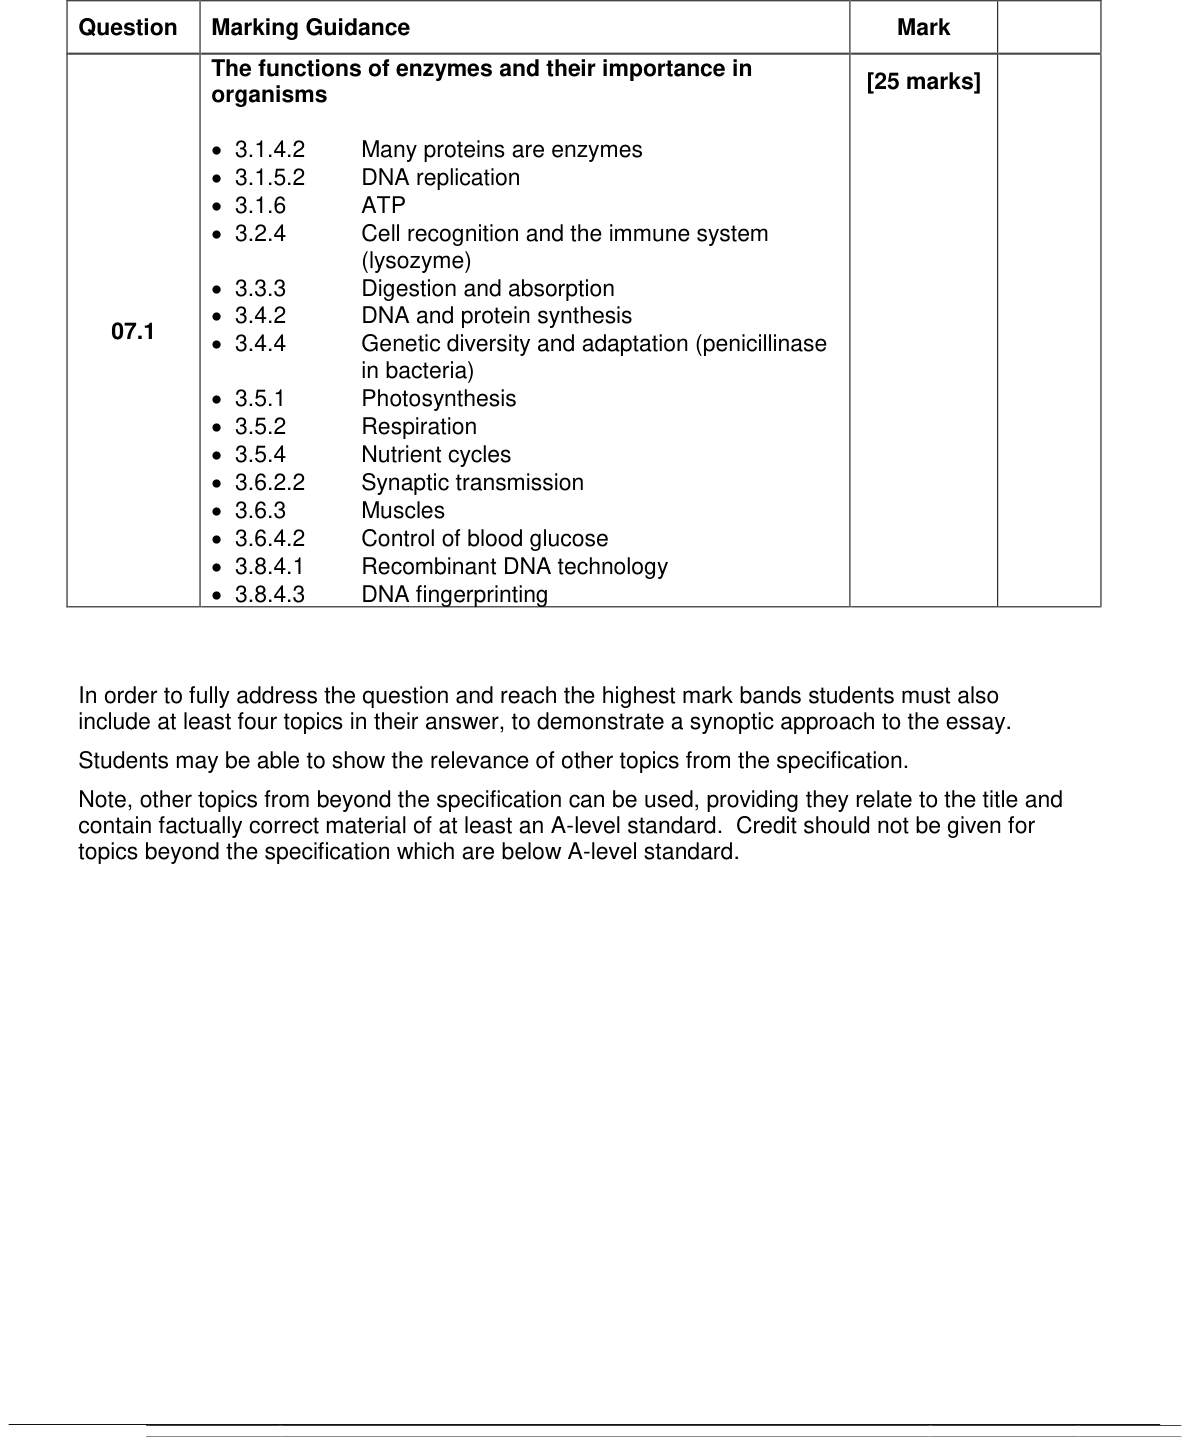 Question Marking Guidance Mark
The functions of enzymes and their importance in
organisms
[25 marks]
• 3.1.4.2 Many proteins are enzymes
• 3.1.5.2 DNA replication
• 3.1.6 ATP
• 3.2.4 Cell recognition and the immune system
(lysozyme)
• 3.3.3 Digestion and absorption
• 3.4.2 DNA and protein synthesis
07.1
• 3.4.4 Genetic diversity and adaptation (penicillinase
in bacteria)
• 3.5.1 Photosynthesis
• 3.5.2 Respiration
• 3.5.4 Nutrient cycles
• 3.6.2.2 Synaptic transmission
• 3.6.3 Muscles
• 3.6.4.2 Control of blood glucose
• 3.8.4.1 Recombinant DNA technology
• 3.8.4.3 DNA fingerprinting
In order to fully address the question and reach the highest mark bands students must also
include at least four topics in their answer, to demonstrate a synoptic approach to the essay.
Students may be able to show the relevance of other topics from the specification.
Note, other topics from beyond the specification can be used, providing they relate to the title and
contain factually correct material of at least an A-level standard.  Credit should not be given for
topics beyond the specification which are below A-level standard.